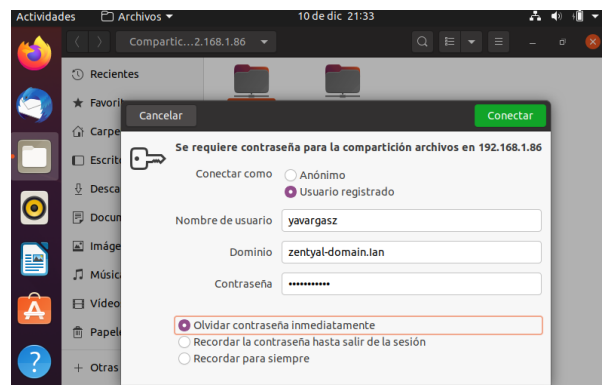 Actividades Archivos 10 de dic 21:33
Compartic...2.168.1.86
Recientes
Favori
Cancelar Conectar
Carpe
Se requiere contraseña para la compartición archivos en 192.168.1.86
Escrito
Conectar como Anónimo
Usuario registrado
Desca
Nombre de usuario yavargasz
Docum
Dominio zentyal-domain.lan
Imáge
Contraseña •••••••••••
Músic
Vídeo
Olvidar contraseña inmediatamente
Papele
Recordar la contraseña hasta salir de la sesión
Recordar para siempre
+ Otras